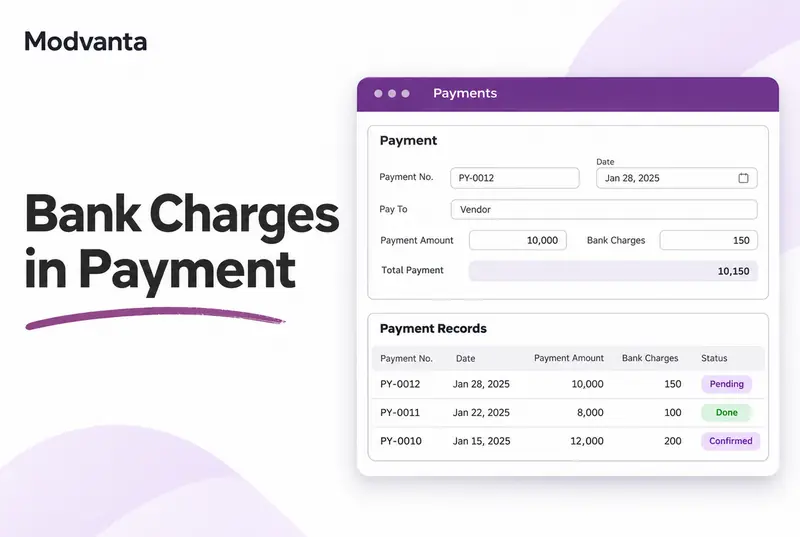 Modvanta
Bank Charges
in Payment
Payments
Payment
Payment No.
PY-0012
Date
Jan 28, 2025
Pay To
Vendor
Payment Amount
10,000
Bank Charges
150
Total Payment
10,150
Payment Records
Payment No. Date Payment Amount Bank Charges Status
PY-0012 Jan 28, 2025 10,000 150 Pending
PY-0011 Jan 22, 2025 8,000 100 Done
PY-0010 Jan 15, 2025 12,000 200 Confirmed